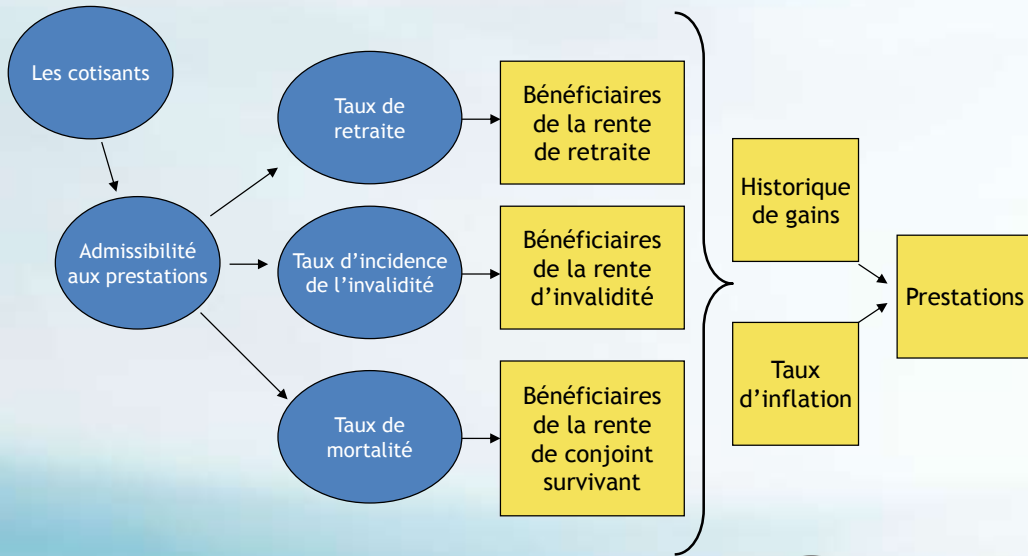 Les cotisants
Admissibilité
aux prestations
Taux de
retraite
Bénéficiaires
de la rente
de retraite
Taux d'incidence
de l'invalidité
Bénéficiaires
de la rente
d'invalidité
Taux de
mortalité
Bénéficiaires
de la rente
de conjoint
survivant
Historique
de gains
Taux
d'inflation
Prestations